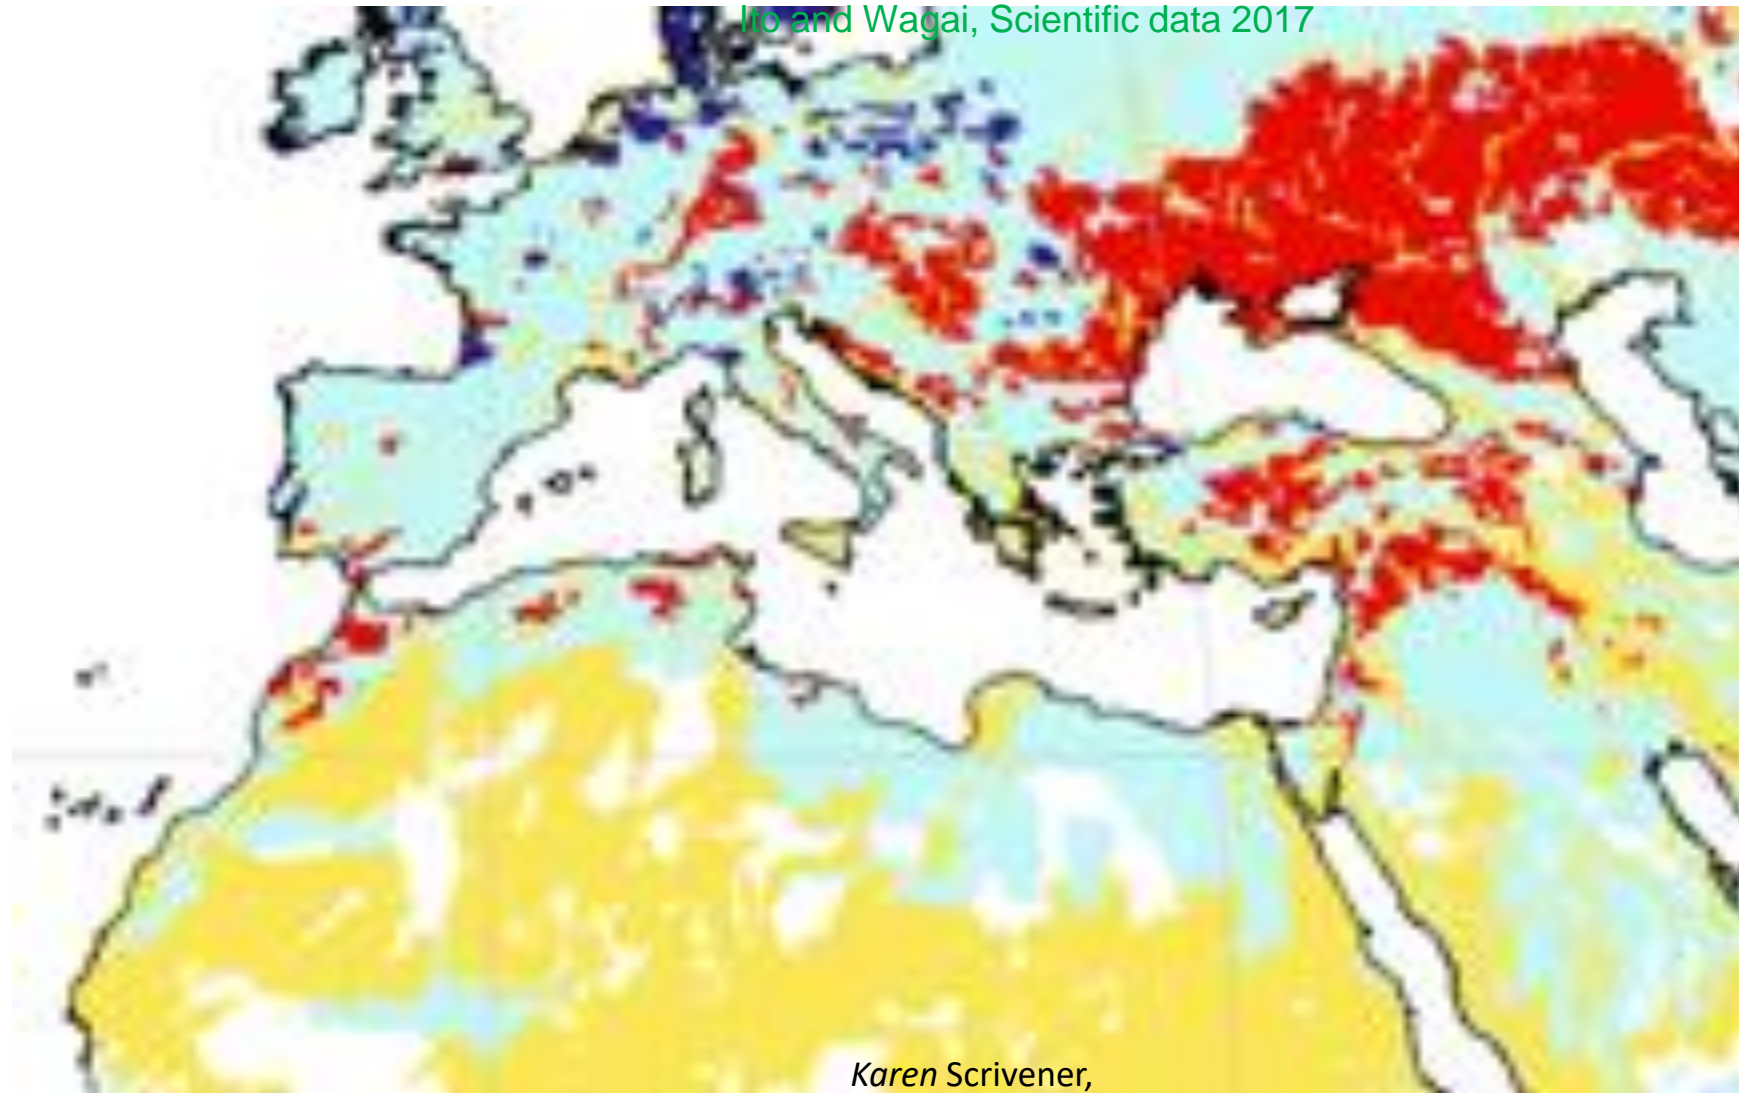 Ito and Wagai, Scientific data 2017
Karen Scrivener,